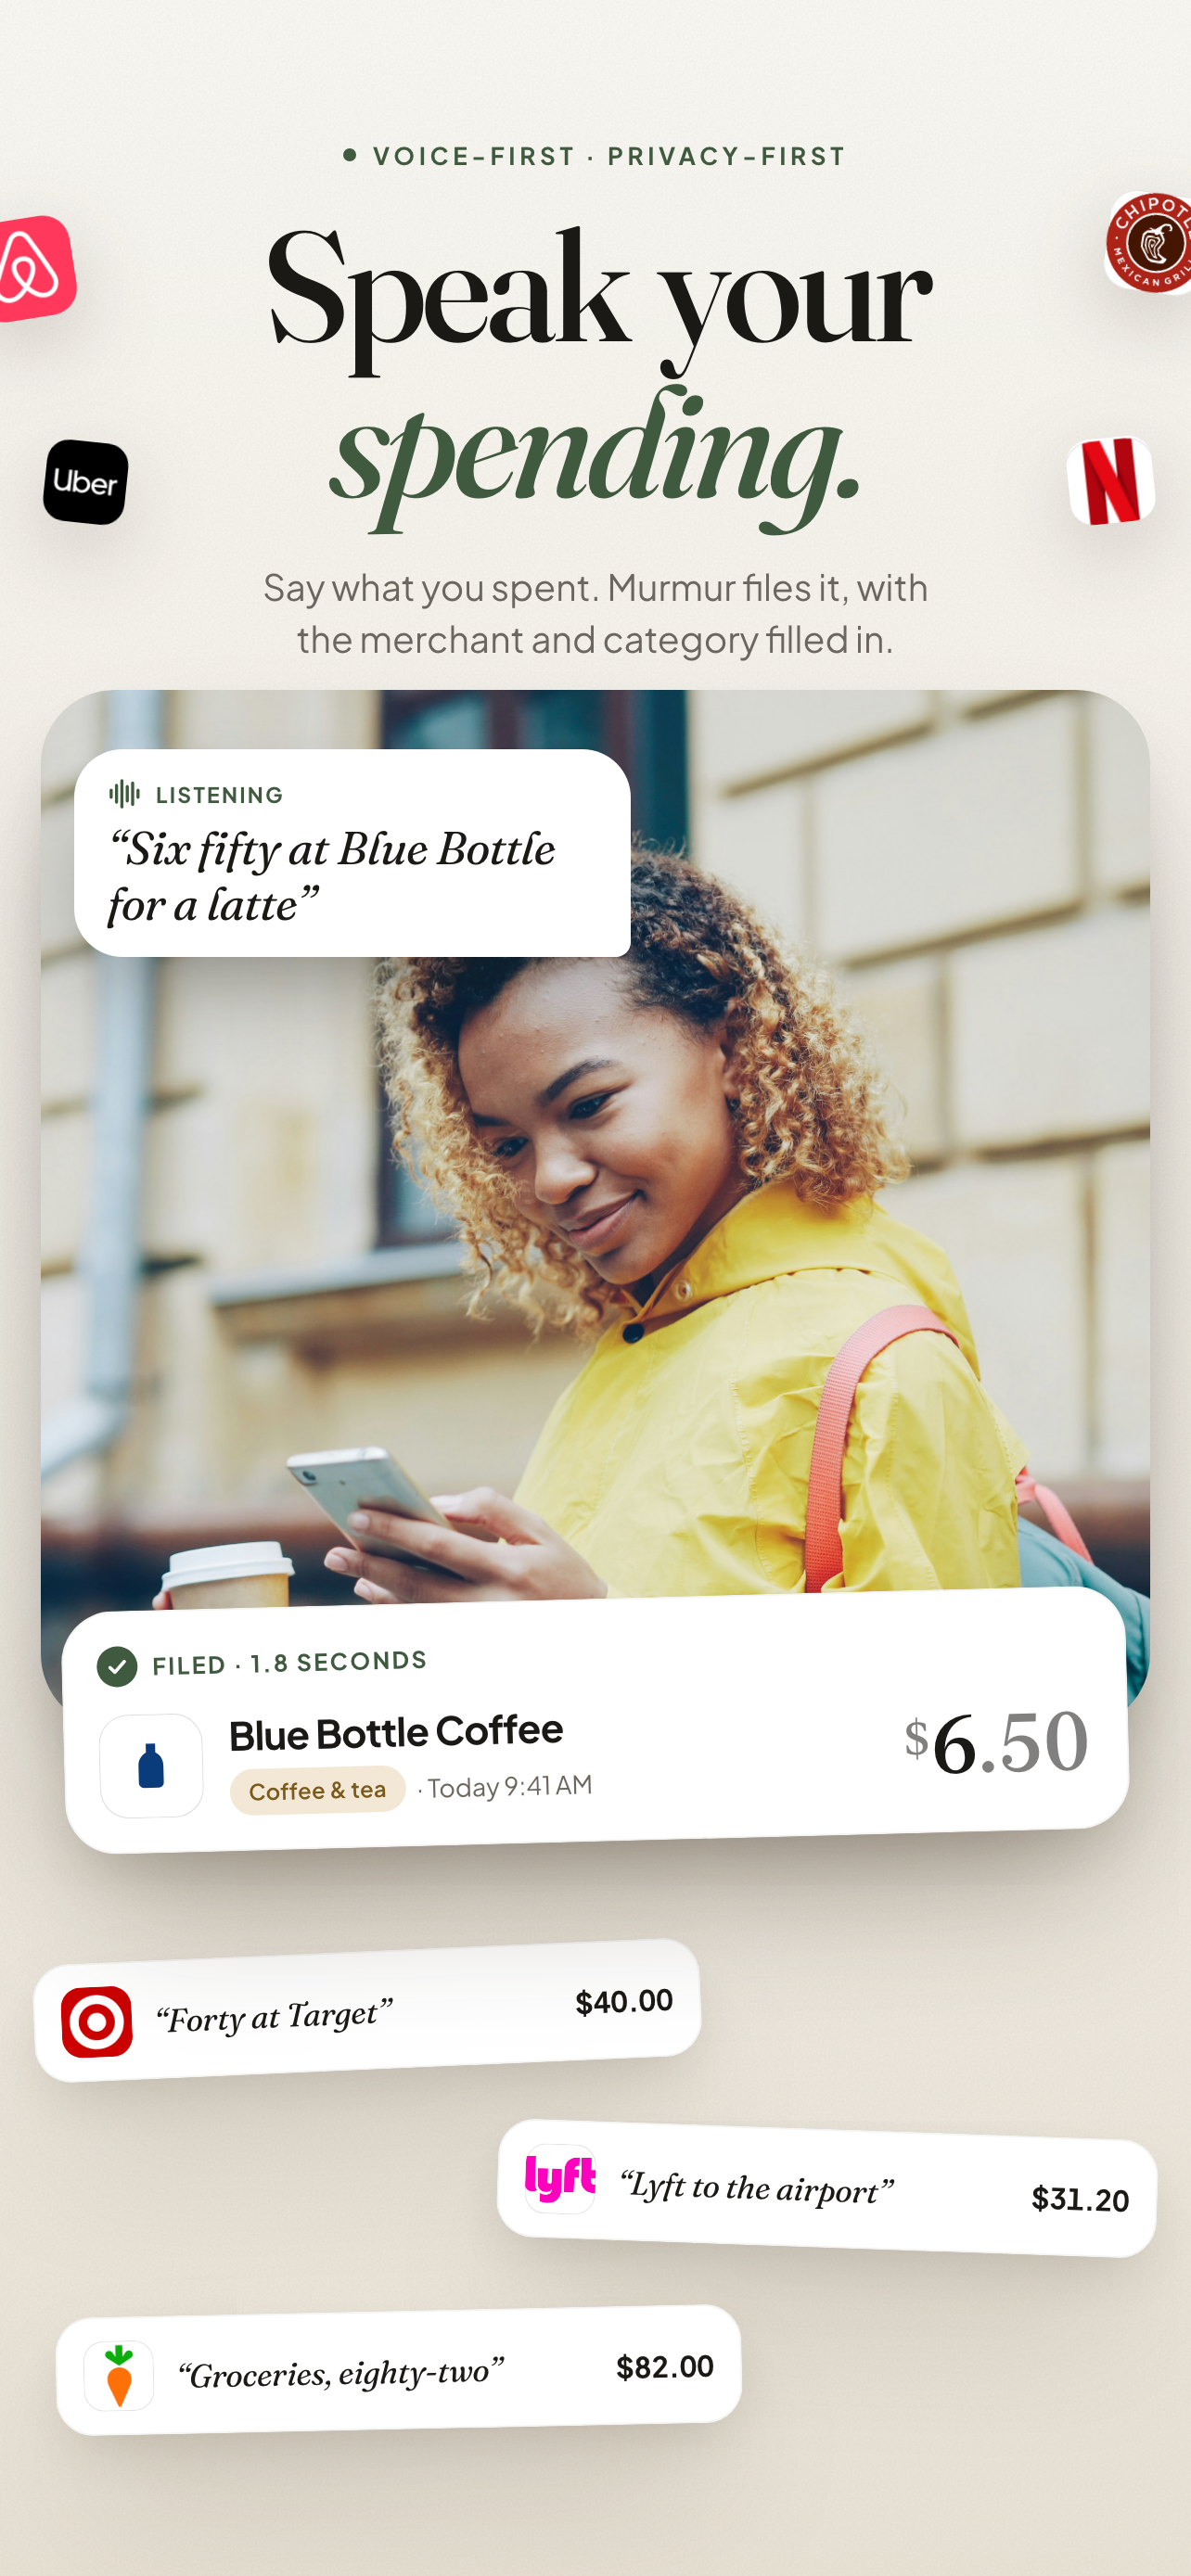 VOICE-FIRST · PRIVACY-FIRST
Speak your
spending.
CHIPOTLE
MEXICAN GRILL
Uber
N
Say what you spent. Murmur files it, with
the merchant and category filled in.
LISTENING
“Six fifty at Blue Bottle
for a latte”
FILED · 1.8 SECONDS
Blue Bottle Coffee
$6.50
Coffee & tea · Today 9:41 AM
“Forty at Target” $40.00
lyft “Lyft to the airport” $31.20
“Groceries, eighty-two” $82.00